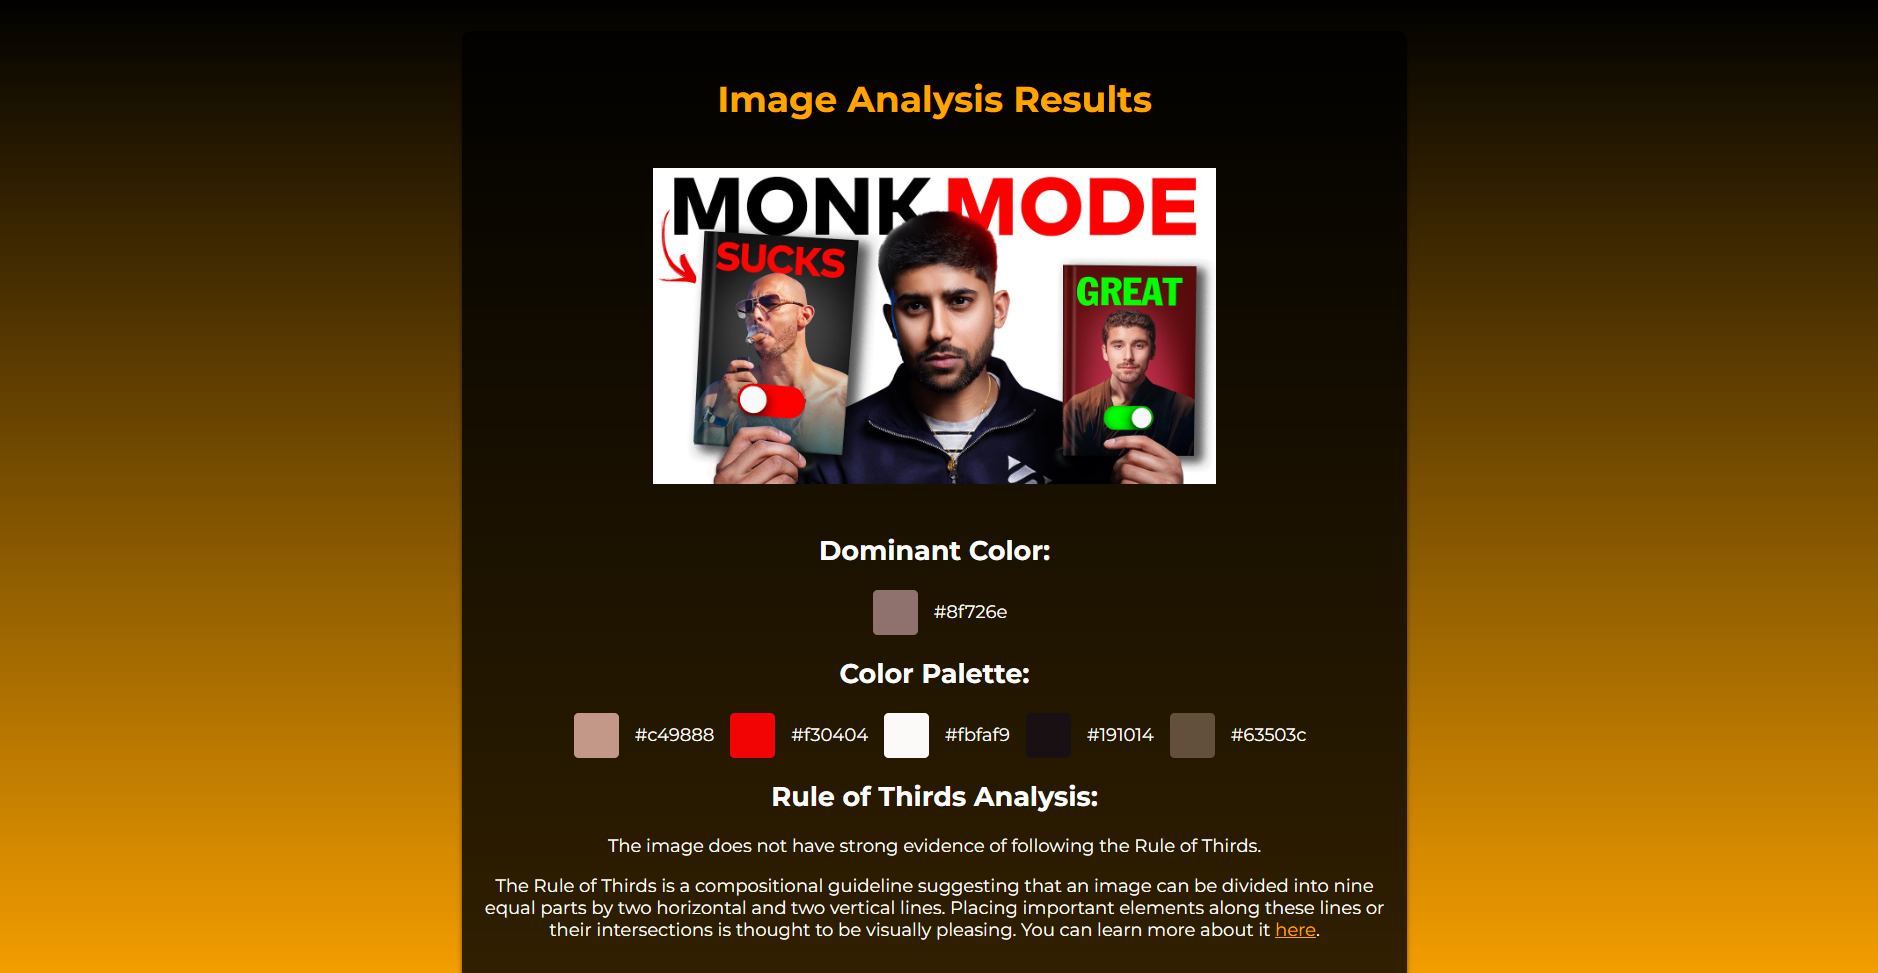 Image Analysis Results
MONK MODE
SUCKS
GREAT
Dominant Color:
#8f726e
Color Palette:
#c49888 #f30404 #fbfaf9 #191014 #63503c
Rule of Thirds Analysis:
The image does not have strong evidence of following the Rule of Thirds.
The Rule of Thirds is a compositional guideline suggesting that an image can be divided into nine
equal parts by two horizontal and two vertical lines. Placing important elements along these lines or
their intersections is thought to be visually pleasing. You can learn more about it here.